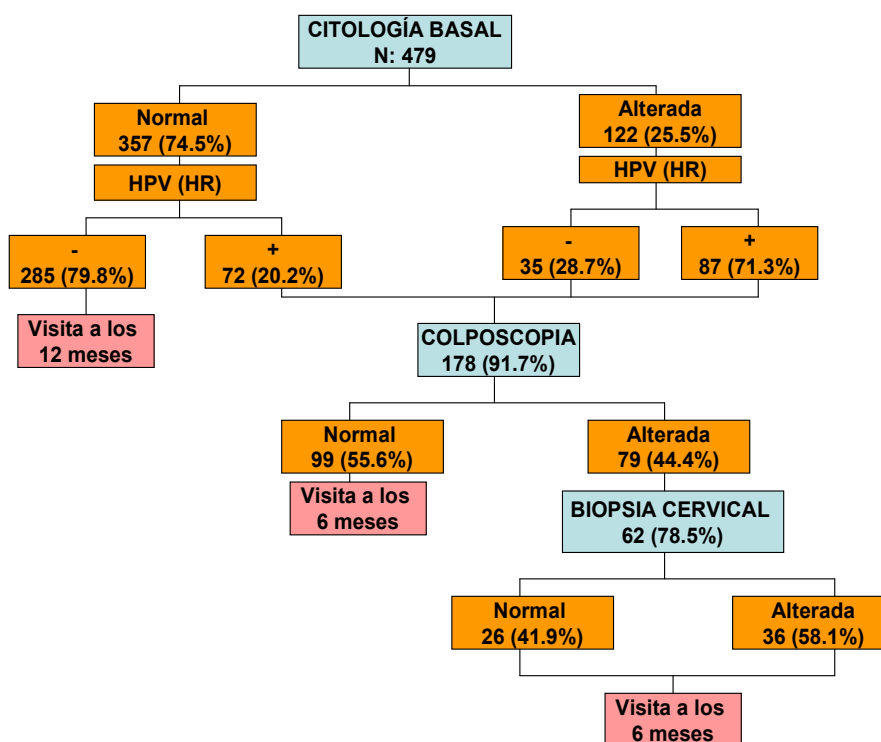 CITOLOGÍA BASAL
N: 479
Normal
357 (74.5%)
Alterada
122 (25.5%)
HPV (HR)
HPV (HR)
-
285 (79.8%)
+
72 (20.2%)
-
35 (28.7%)
+
87 (71.3%)
Visita a los
12 meses
COLPOSCOPIA
178 (91.7%)
Normal
99 (55.6%)
Alterada
79 (44.4%)
Visita a los
6 meses
BIOPSIA CERVICAL
62 (78.5%)
Normal
26 (41.9%)
Alterada
36 (58.1%)
Visita a los
6 meses